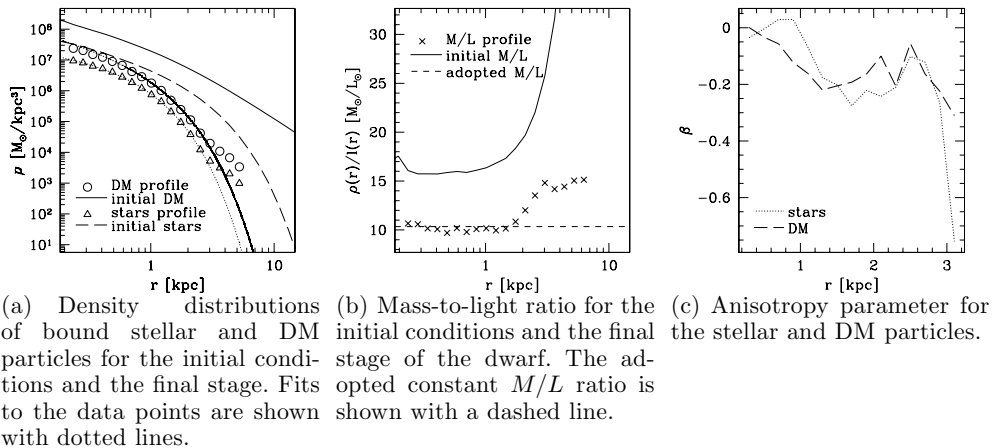 10⁸
10⁷
10⁶
10⁵
10⁴
10³
10²
10¹
ρ [M⊙/kpc³]
DM profile
initial DM
stars profile
initial stars
1
10
r [kpc]
30
25
20
15
10
ρ(r)/I(r) [M⊙/L⊙]
M/L profile
initial M/L
adopted M/L
1
10
r [kpc]
0
-0.2
-0.4
-0.6
β
stars
DM
1
2
3
r [kpc]
(a) Density distributions
of bound stellar and DM
particles for the initial condi-
tions and the final stage. Fits
to the data points are shown
with dotted lines.
(b) Mass-to-light ratio for the
initial conditions and the final
stage of the dwarf. The ad-
opted constant M/L ratio is
shown with a dashed line.
(c) Anisotropy parameter for
the stellar and DM particles.